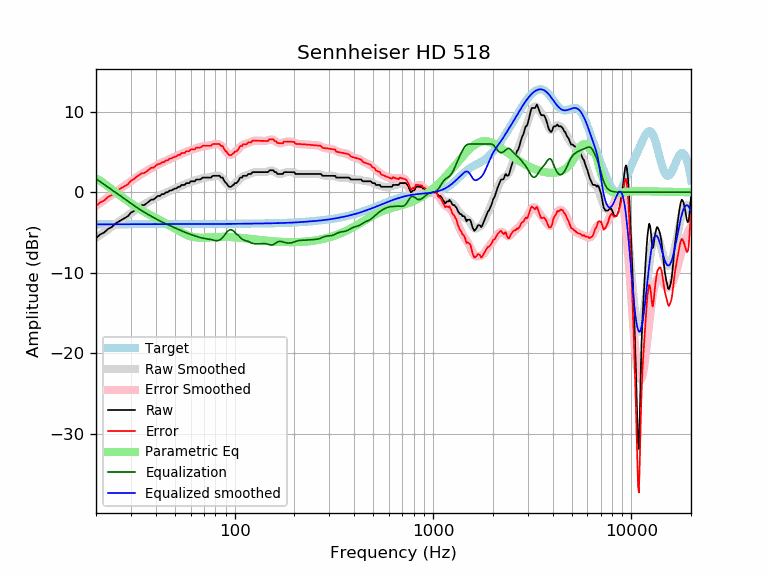 Sennheiser HD 518
Amplitude (dBr)
10
0
−10
−20
−30
Target
Raw Smoothed
Error Smoothed
Raw
Error
Parametric Eq
Equalization
Equalized smoothed
100
1000
10000
Frequency (Hz)